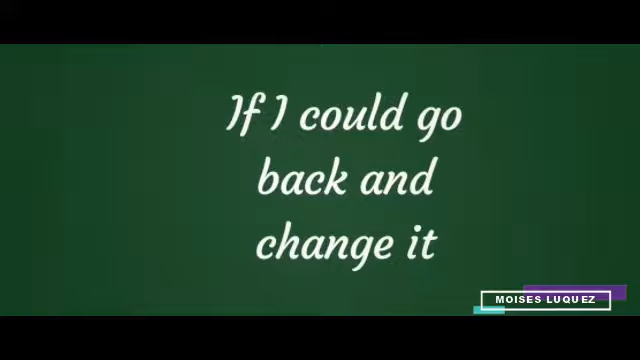 If I could go
back and
change it
MOISES LUQUEZ